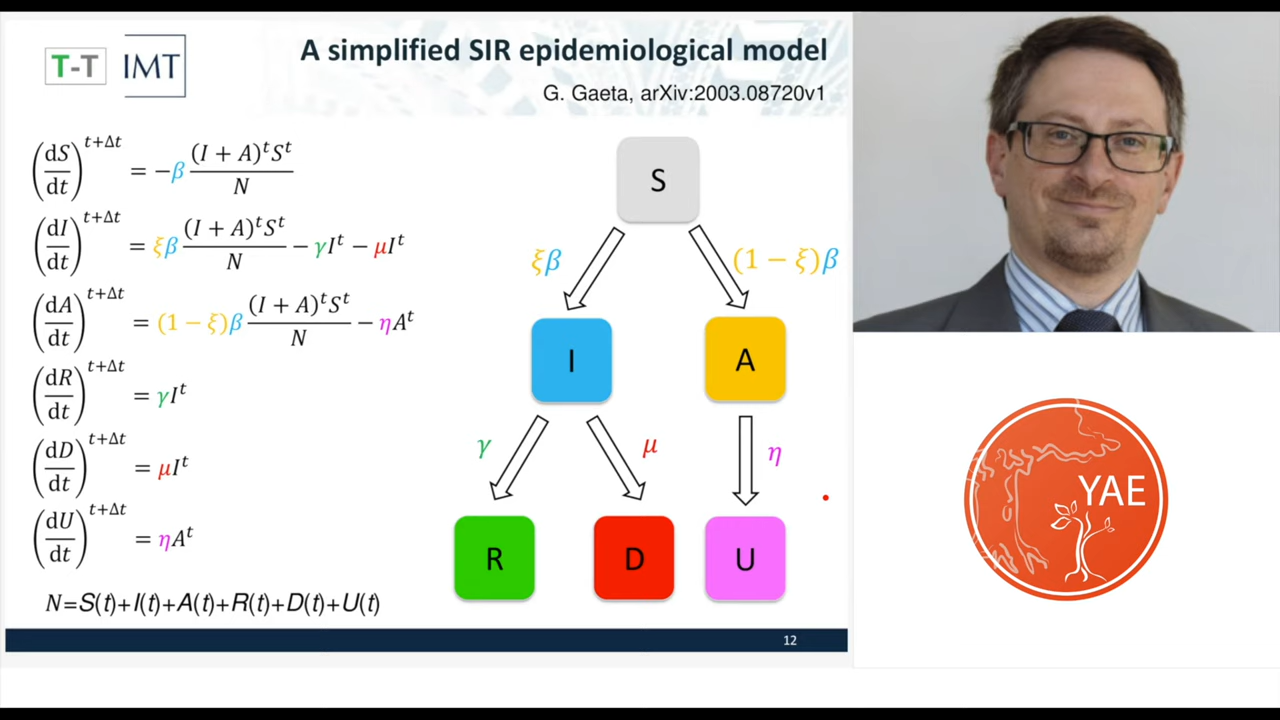 T-T IMT
A simplified SIR epidemiological model
G. Gaeta, arXiv:2003.08720v1
(dS/dt)^{t+Δt} = −β (I + A)^t S^t / N
(dI/dt)^{t+Δt} = ξβ (I + A)^t S^t / N − γI^t − μI^t
(dA/dt)^{t+Δt} = (1 − ξ)β (I + A)^t S^t / N − ηA^t
(dR/dt)^{t+Δt} = γI^t
(dD/dt)^{t+Δt} = μI^t
(dU/dt)^{t+Δt} = ηA^t
N=S(t)+I(t)+A(t)+R(t)+D(t)+U(t)
S
ξβ (1 − ξ)β
I A
γ μ η
R D U
12
YAE